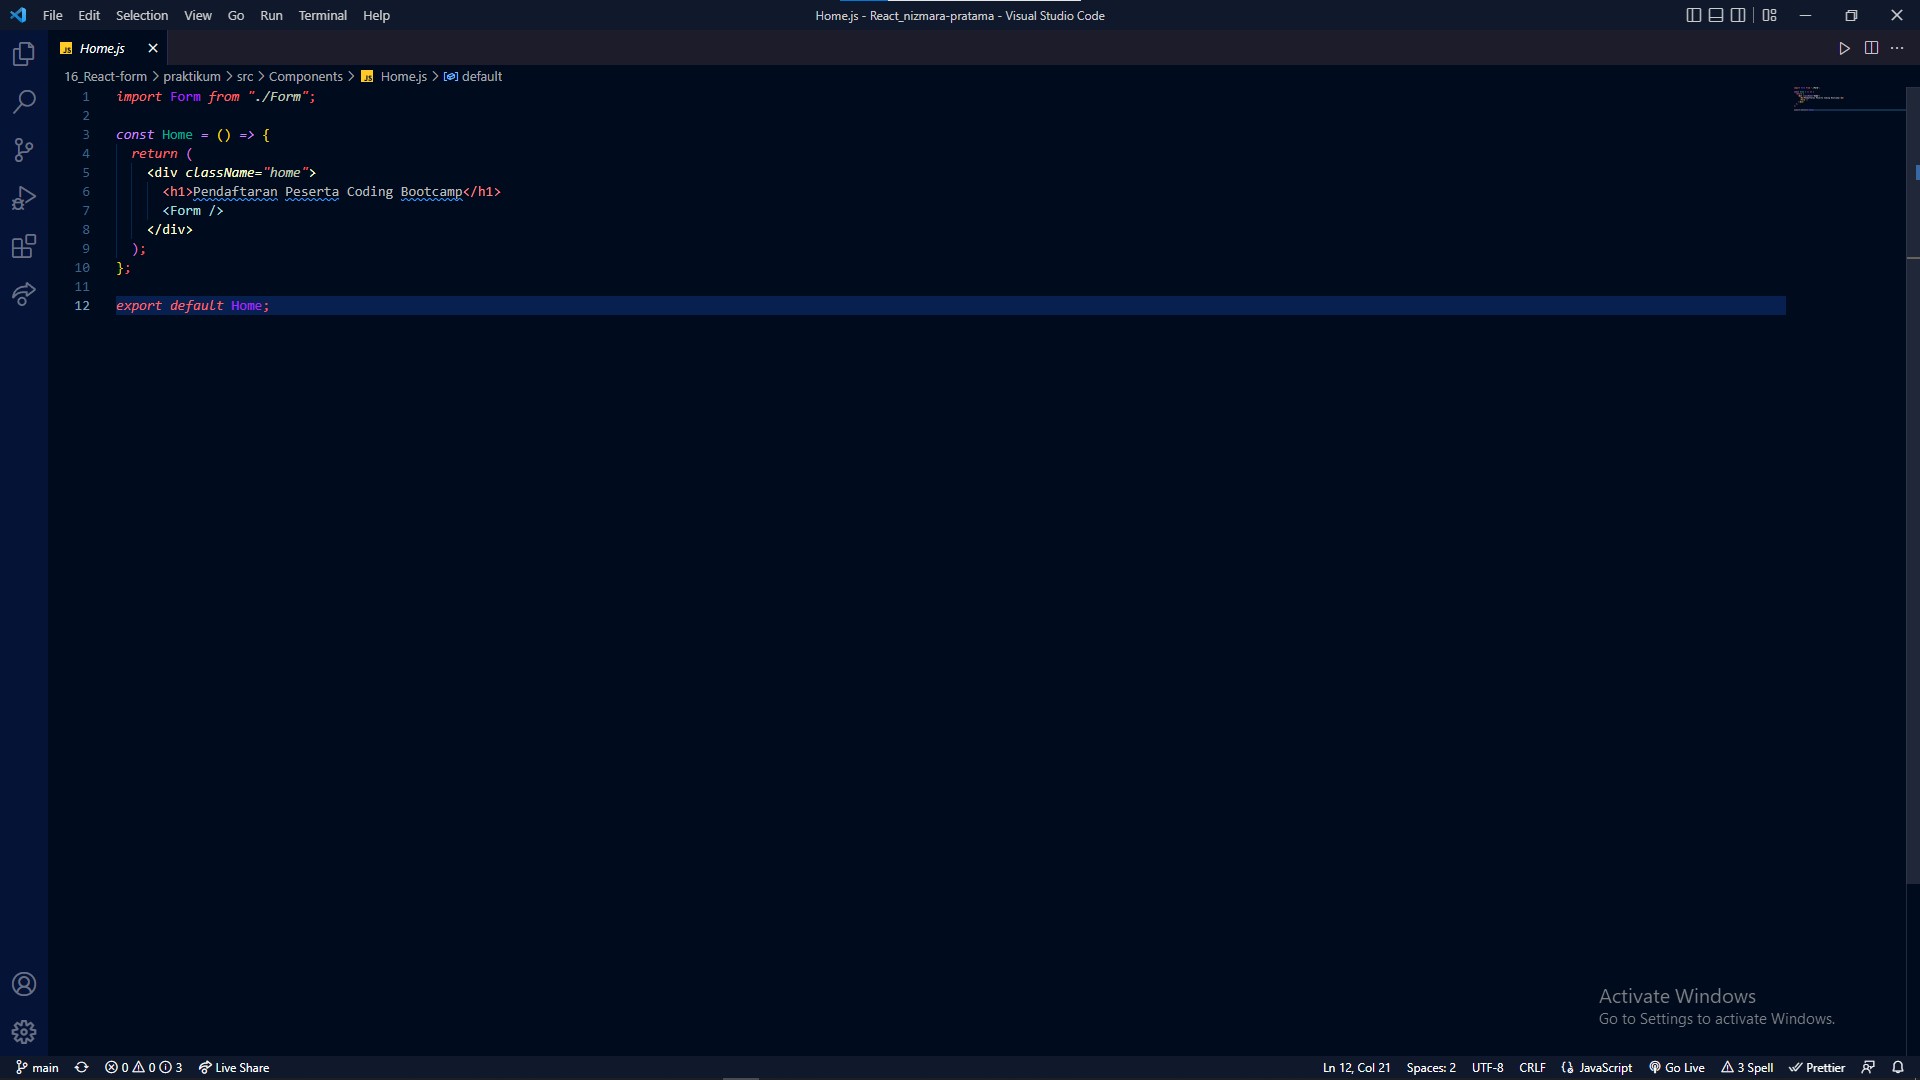 File Edit Selection View Go Run Terminal Help
Home.js - React_nizmara-pratama - Visual Studio Code
Home.js
16_React-form > praktikum > src > Components > Home.js > default
1 import Form from "./Form";
2
3 const Home = () => {
4 return (
5 <div className="home">
6 <h1>Pendaftaran Peserta Coding Bootcamp</h1>
7 <Form />
8 </div>
9 );
10 };
11
12 export default Home;
Activate Windows
Go to Settings to activate Windows.
main 0 0 3 Live Share Ln 12, Col 21 Spaces: 2 UTF-8 CRLF JavaScript Go Live 3 Spell Prettier